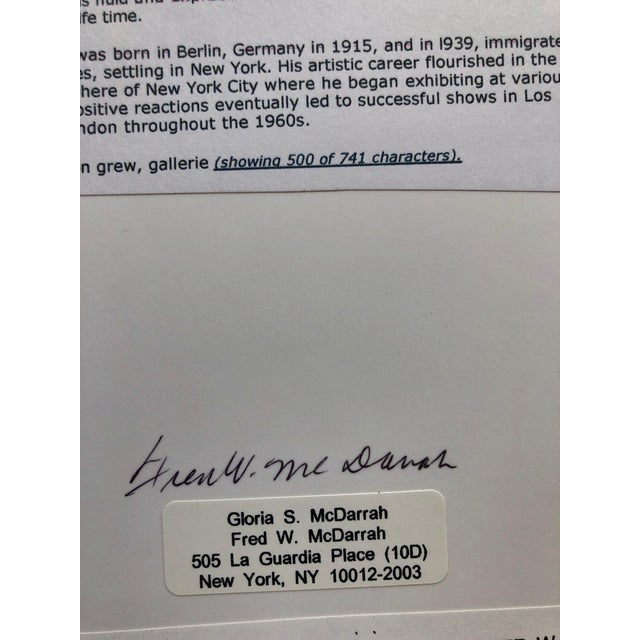 life time.
was born in Berlin, Germany in 1915, and in l939, immigrate
es, settling in New York. His artistic career flourished in the
here of New York City where he began exhibiting at variou
ositive reactions eventually led to successful shows in Los
ndon throughout the 1960s.
n grew, gallerie (showing 500 of 741 characters).
Fred W. McDarrah
Gloria S. McDarrah
Fred W. McDarrah
505 La Guardia Place (10D)
New York, NY 10012-2003